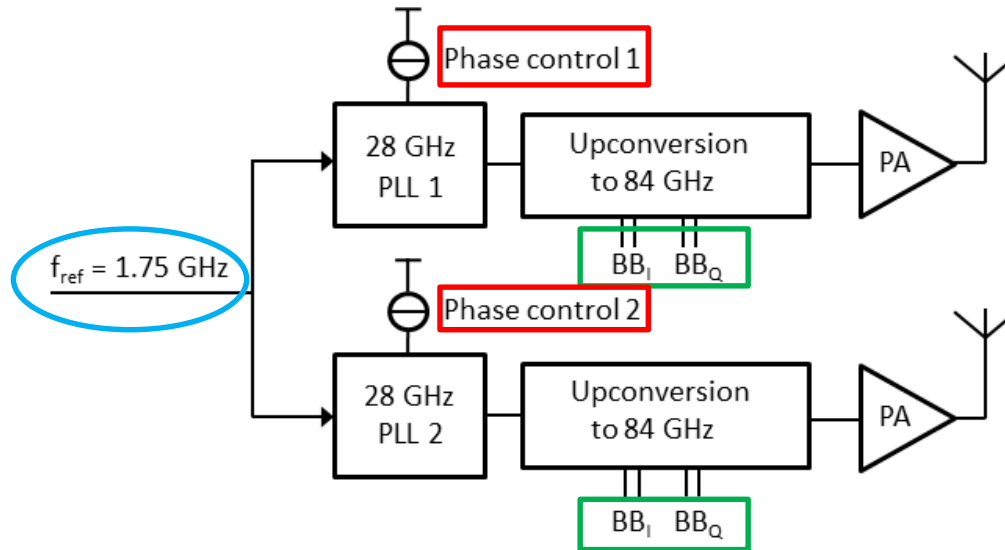 Phase control 1
28 GHz
PLL 1
Upconversion
to 84 GHz
PA
BB_I BB_Q
f_ref = 1.75 GHz
Phase control 2
28 GHz
PLL 2
Upconversion
to 84 GHz
PA
BB_I BB_Q